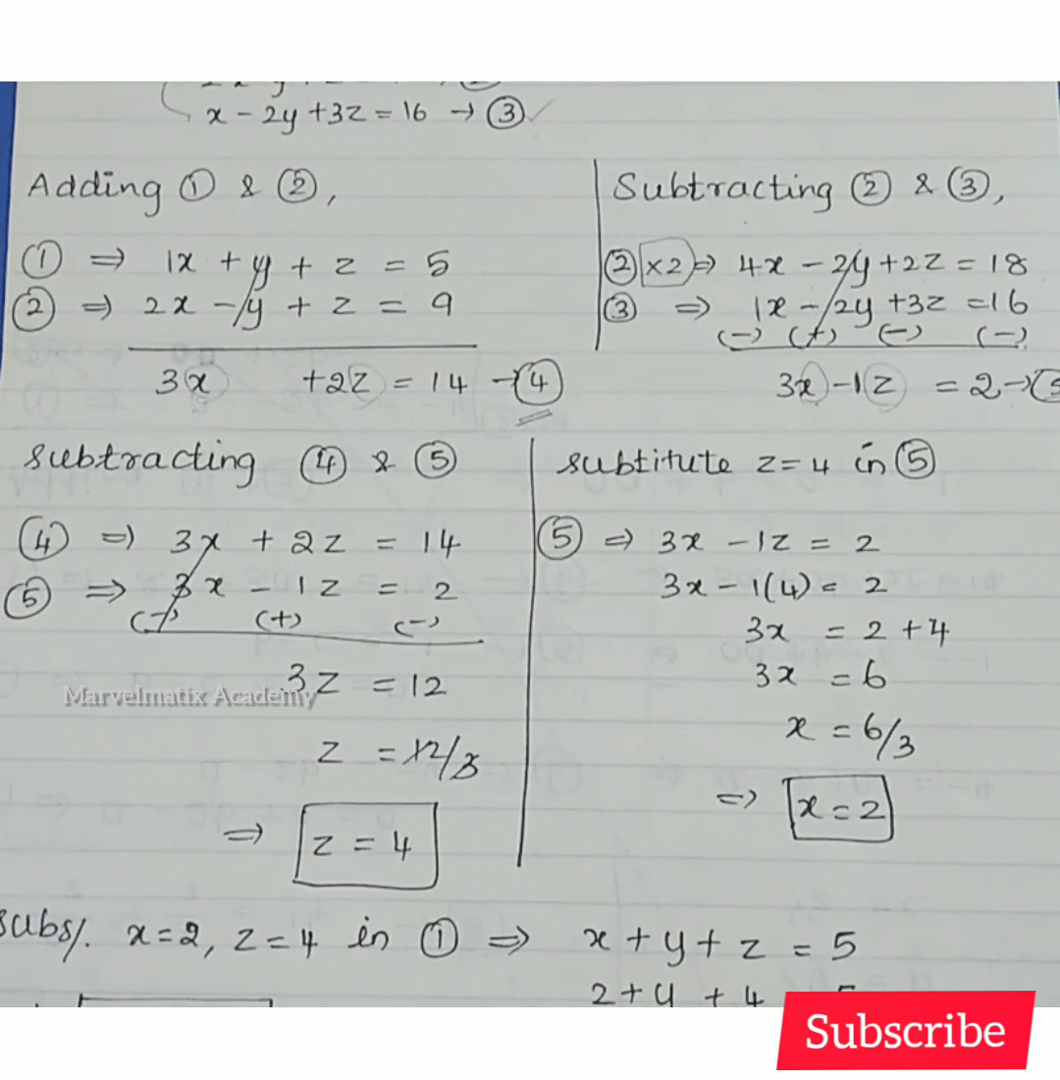 x - 2y + 3z = 16 → ③
Adding ① & ②,
① ⇒ 1x + y + z = 5
② ⇒ 2x - y + z = 9
3x +2z = 14 → ④
Subtracting ② & ③,
② ×2 ⇒ 4x - 2y + 2z = 18
③ ⇒ 1x - 2y + 3z = 16
(-) (+) (-) (-)
3x - 1z = 2 → ⑤
subtracting ④ & ⑤
④ ⇒ 3x + 2z = 14
⑤ ⇒ 3x - 1z = 2
(-) (+) (-)
3z = 12
Marvelmatix Academy
z = 12/3
⇒ z = 4
subtitute z = 4 in ⑤
⑤ ⇒ 3x - 1z = 2
3x - 1(4) = 2
3x = 2 + 4
3x = 6
x = 6/3
⇒ x = 2
subs/. x = 2, z = 4 in ① ⇒ x + y + z = 5
2 + y + 4
Subscribe